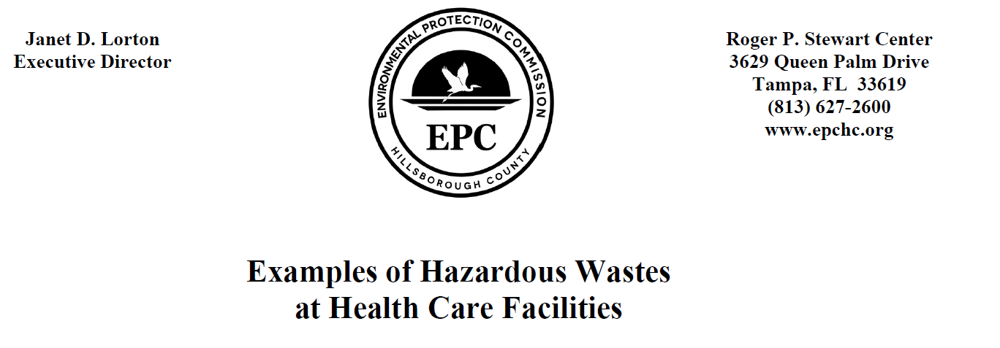 Janet D. Lorton
Executive Director
ENVIRONMENTAL PROTECTION COMMISSION
EPC
HILLSBOROUGH COUNTY
Roger P. Stewart Center
3629 Queen Palm Drive
Tampa, FL  33619
(813) 627-2600
www.epchc.org
Examples of Hazardous Wastes
at Health Care Facilities